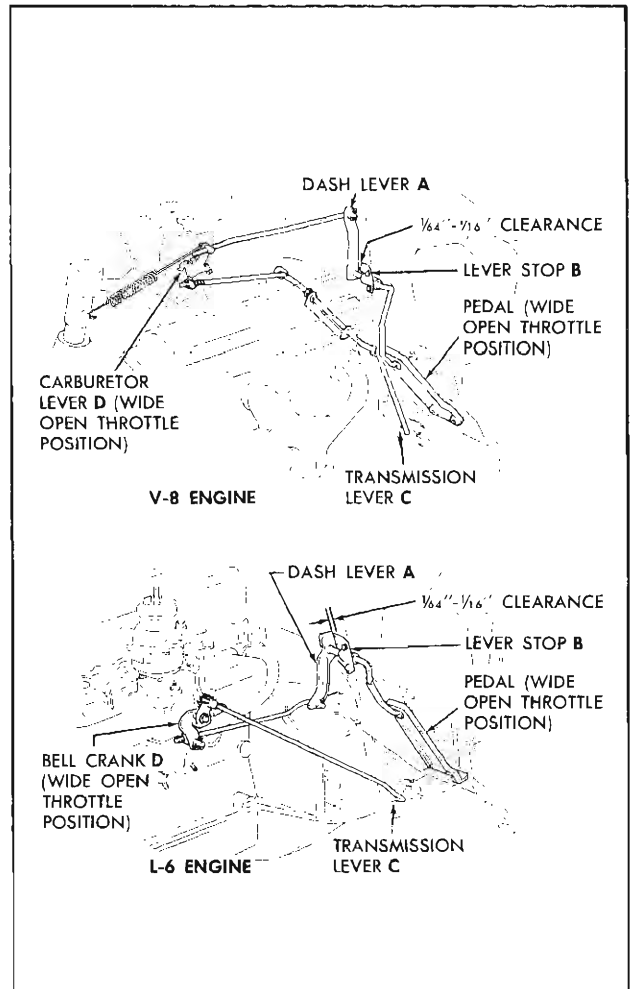 DASH LEVER A
1/64"-1/16" CLEARANCE
LEVER STOP B
PEDAL (WIDE
OPEN THROTTLE
POSITION)
CARBURETOR
LEVER D (WIDE
OPEN THROTTLE
POSITION)
TRANSMISSION
LEVER C
V-8 ENGINE
DASH LEVER A
1/64"-1/16" CLEARANCE
LEVER STOP B
PEDAL (WIDE
OPEN THROTTLE
POSITION)
BELL CRANK D
(WIDE OPEN
THROTTLE
POSITION)
TRANSMISSION
LEVER C
L-6 ENGINE